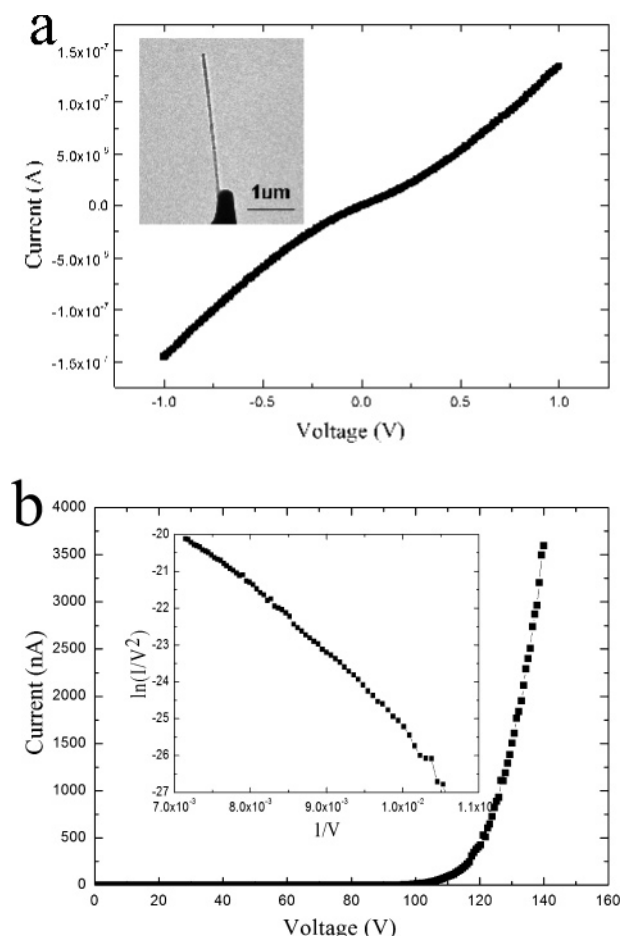 a
1.5x10⁻⁷
1.0x10⁻⁷
5.0x10⁻⁸
0.0
-5.0x10⁻⁸
-1.0x10⁻⁷
-1.5x10⁻⁷
Current (A)
1um
-1.0 -0.5 0.0 0.5 1.0
Voltage (V)
b
4000
3500
3000
2500
2000
1500
1000
500
0
Current (nA)
-20
-21
-22
-23
-24
-25
-26
-27
ln(I/V²)
7.0x10⁻³ 8.0x10⁻³ 9.0x10⁻³ 1.0x10⁻² 1.1x10
1/V
0 20 40 60 80 100 120 140 160
Voltage (V)